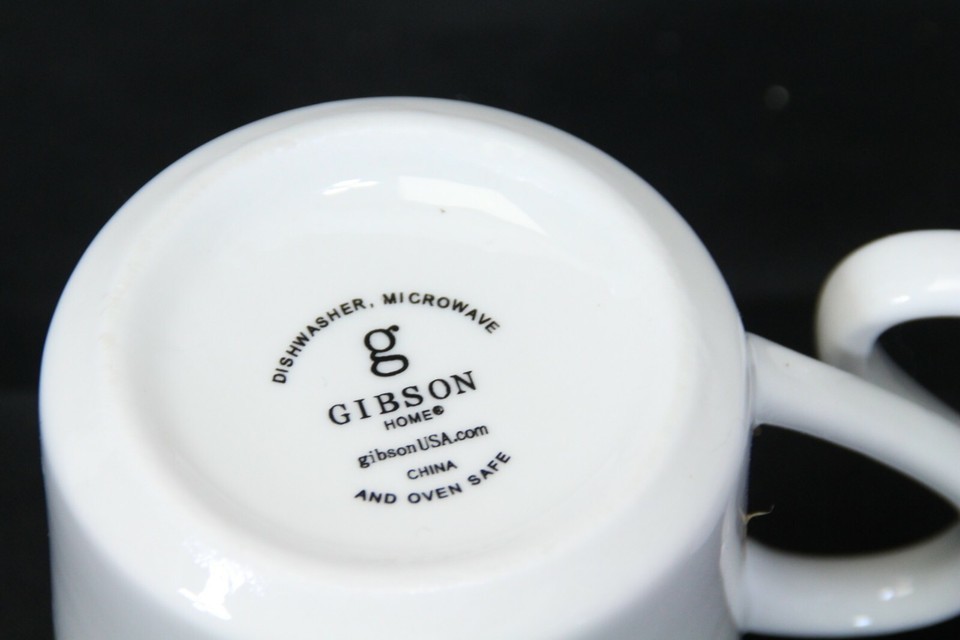 DISHWASHER, MICROWAVE
g
GIBSON
HOME®
gibsonUSA.com
CHINA
AND OVEN SAFE